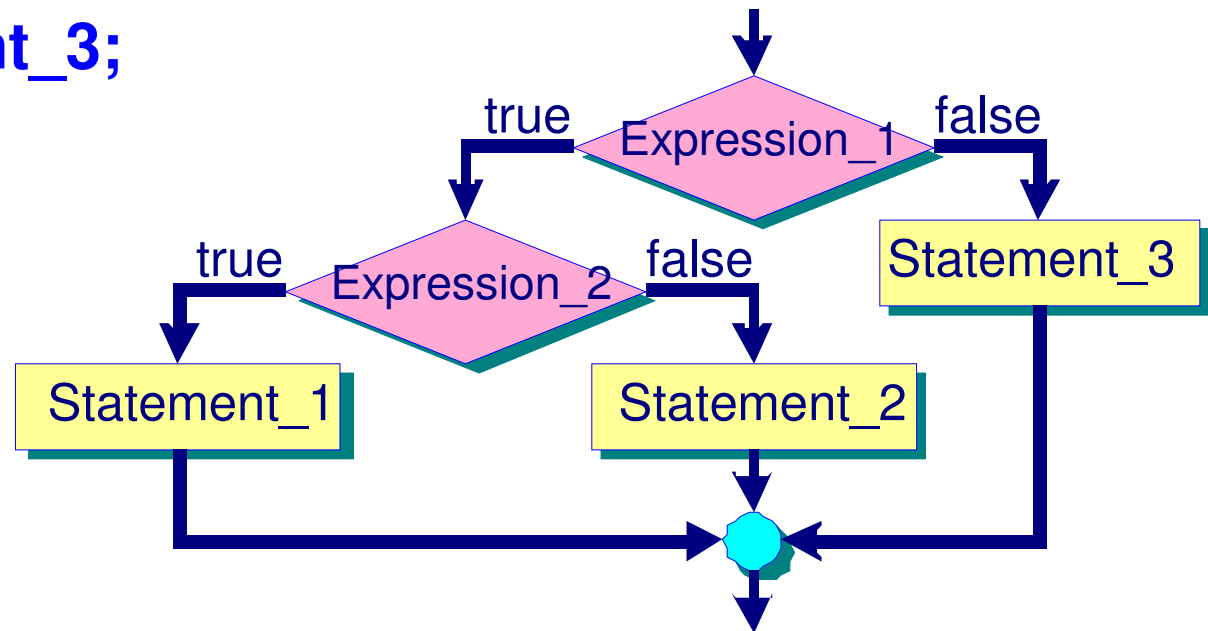 nt_3;
true
false
Expression_1
true
false
Statement_3
Expression_2
Statement_1
Statement_2